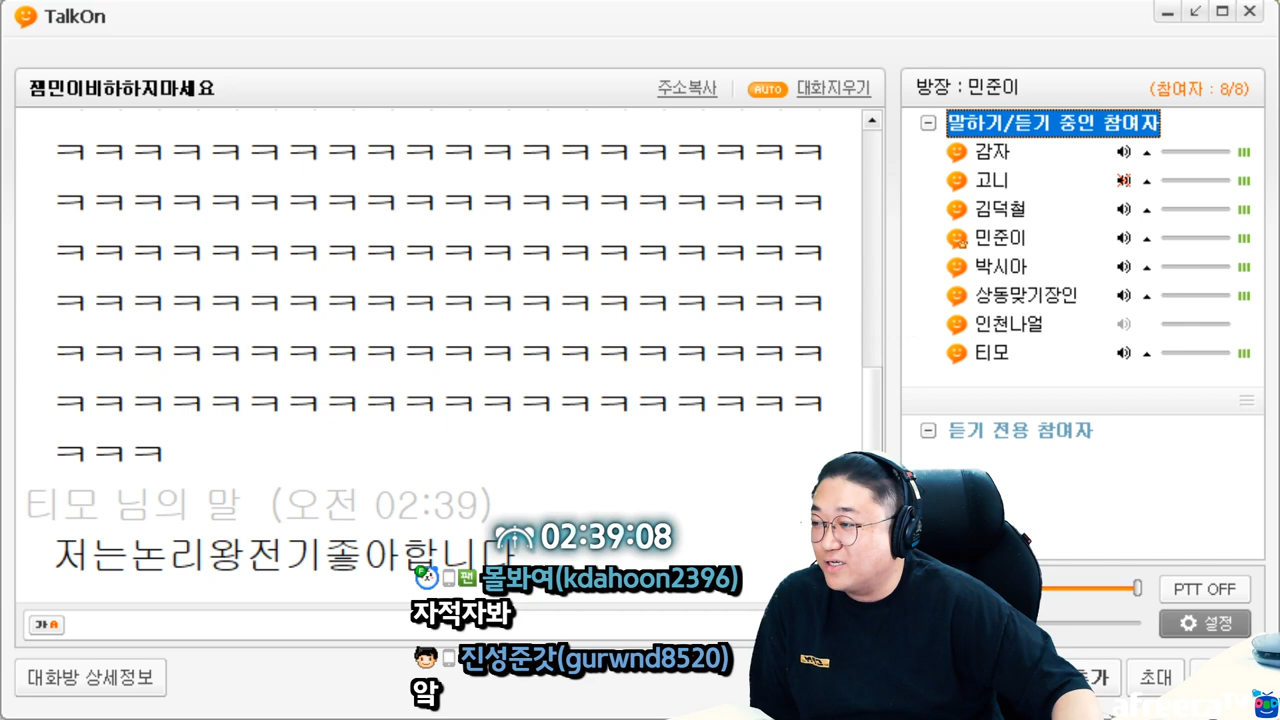 TalkOn
잼민이비하하지마세요
주소복사
AUTO
대화지우기
방장 : 민준이
(참여자 : 8/8)
ㅋㅋㅋㅋㅋㅋㅋㅋㅋㅋㅋㅋㅋㅋㅋㅋㅋㅋㅋㅋ
ㅋㅋㅋㅋㅋㅋㅋㅋㅋㅋㅋㅋㅋㅋㅋㅋㅋㅋㅋㅋ
ㅋㅋㅋㅋㅋㅋㅋㅋㅋㅋㅋㅋㅋㅋㅋㅋㅋㅋㅋㅋ
ㅋㅋㅋㅋㅋㅋㅋㅋㅋㅋㅋㅋㅋㅋㅋㅋㅋㅋㅋㅋ
ㅋㅋㅋㅋㅋㅋㅋㅋㅋㅋㅋㅋㅋㅋㅋㅋㅋㅋㅋㅋ
ㅋㅋㅋㅋㅋㅋㅋㅋㅋㅋㅋㅋㅋㅋㅋㅋㅋㅋㅋㅋ
ㅋㅋㅋ
티모 님의 말 (오전 02:39)
저는논리왕전기좋아합니다
02:39:08
팬 몰봐여(kdahoon2396)
자적자봐
진성준갓(gurwnd8520)
앜
가A
대화방 상세정보
말하기/듣기 중인 참여자
감자
고니
김덕철
민준이
박시아
상동맞기장인
인천나얼
티모
듣기 전용 참여자
PTT OFF
설정
초대
afreecaTV